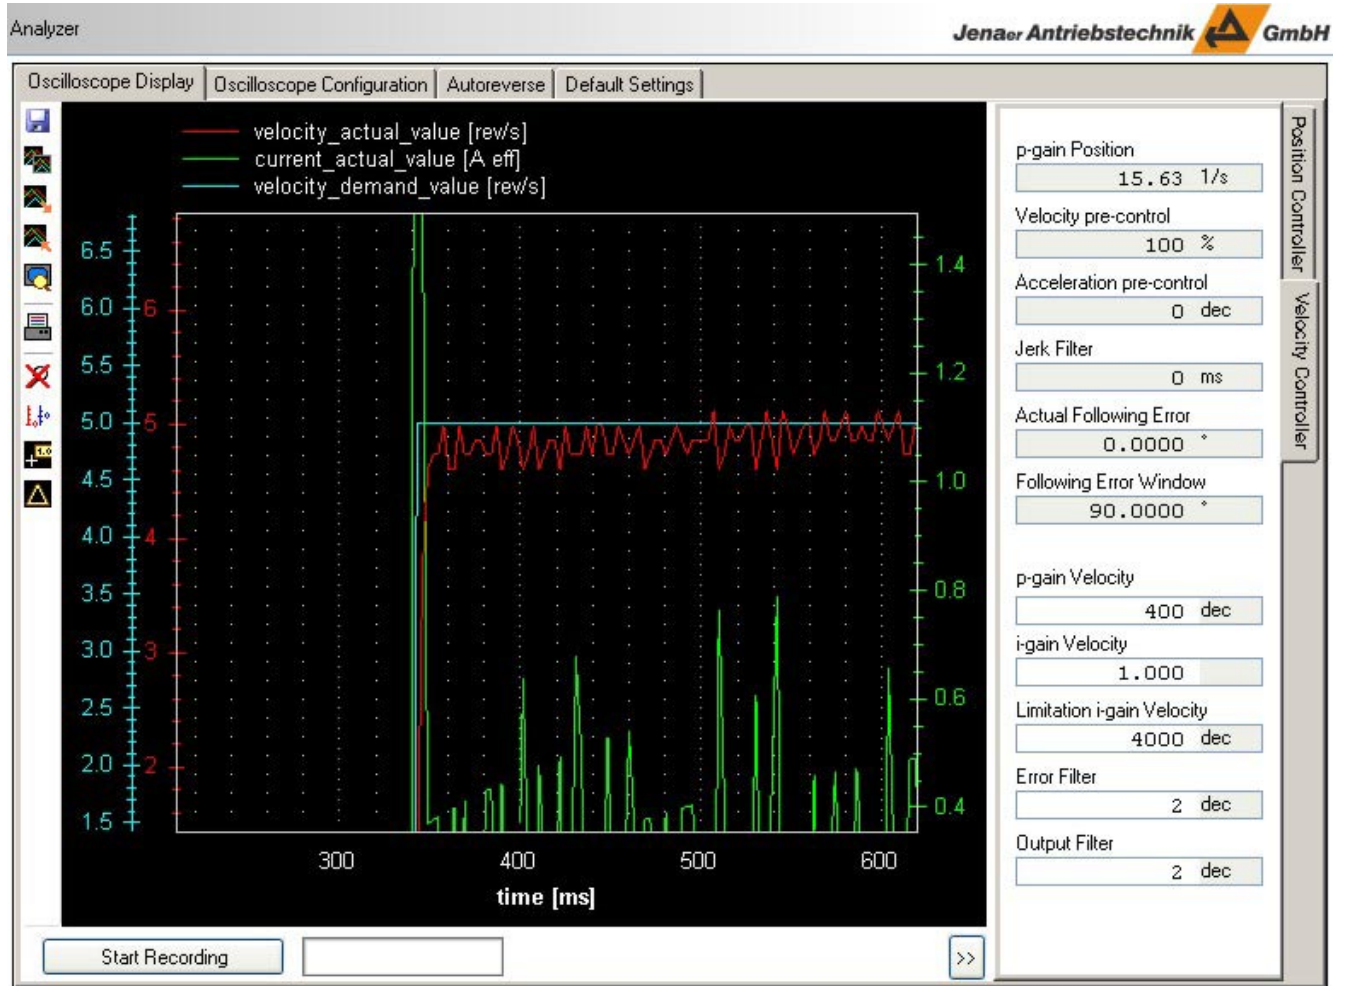 Analyzer
Jenaer Antriebstechnik GmbH
Oscilloscope Display Oscilloscope Configuration Autoreverse Default Settings
velocity_actual_value [rev/s]
current_actual_value [A eff]
velocity_demand_value [rev/s]
6.5
6.0
5.5
5.0
4.5
4.0
3.5
3.0
2.5
2.0
1.5
6
5
4
3
2
1.4
1.2
1.0
0.8
0.6
0.4
300 400 500 600
time [ms]
Start Recording
>>
p-gain Position
15.63 1/s
Velocity pre-control
100 %
Acceleration pre-control
0 dec
Jerk Filter
0 ms
Actual Following Error
0.0000 °
Following Error Window
90.0000 °
p-gain Velocity
400 dec
i-gain Velocity
1.000
Limitation i-gain Velocity
4000 dec
Error Filter
2 dec
Output Filter
2 dec
Position Controller
Velocity Controller